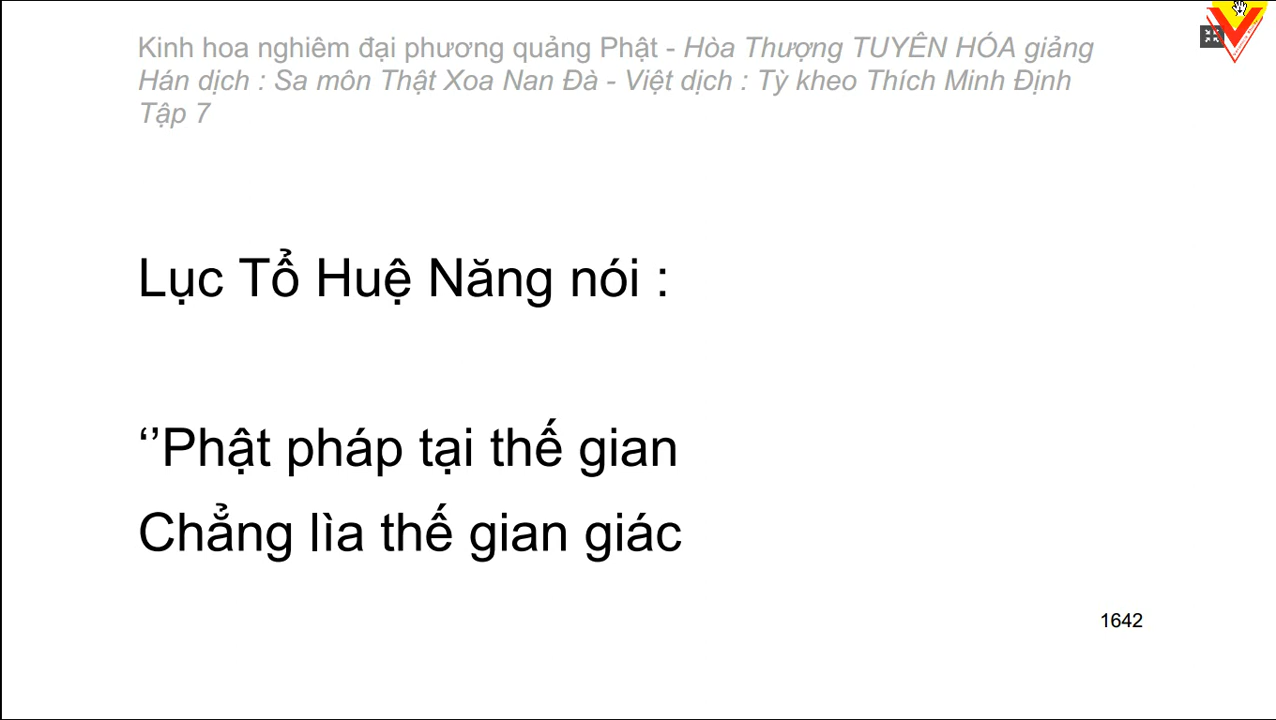 Kinh hoa nghiêm đại phương quảng Phật - Hòa Thượng TUYÊN HÓA giảng
Hán dịch : Sa môn Thật Xoa Nan Đà - Việt dịch : Tỳ kheo Thích Minh Định
Tập 7
Lục Tổ Huệ Năng nói :
‘’Phật pháp tại thế gian
Chẳng lìa thế gian giác
1642